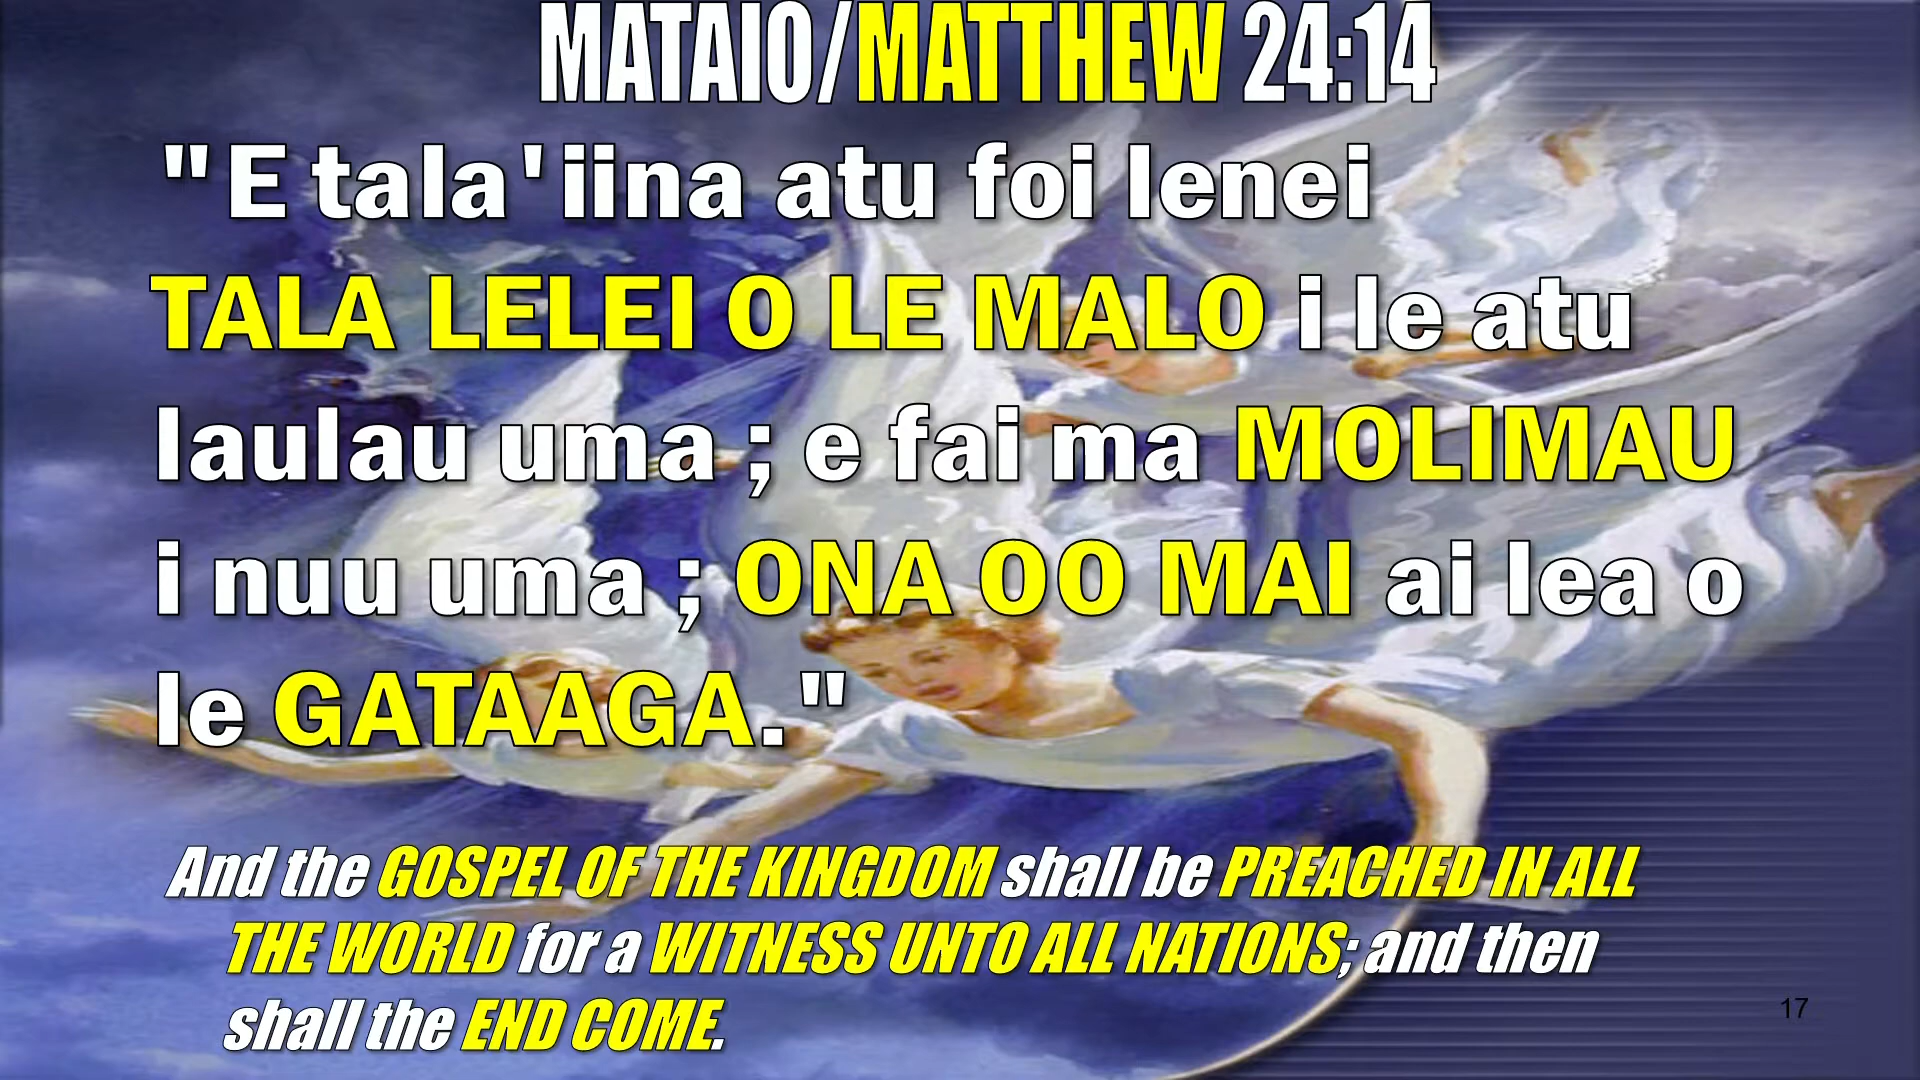 MATAIO/MATTHEW 24:14
"E tala'iina atu foi lenei
TALA LELEI O LE MALO i le atu
laulau uma ; e fai ma MOLIMAU
i nuu uma ; ONA OO MAI ai lea o
le GATAAGA."
And the GOSPEL OF THE KINGDOM shall be PREACHED IN ALL
THE WORLD for a WITNESS UNTO ALL NATIONS; and then
shall the END COME.
17